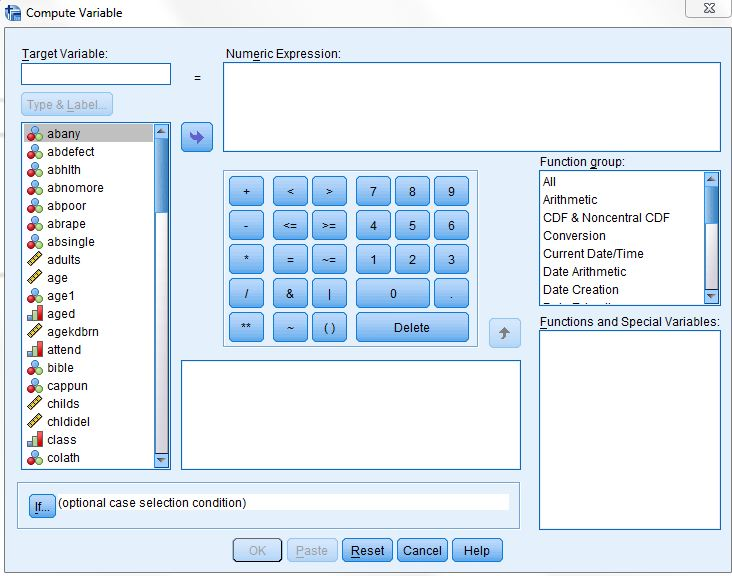 Compute Variable
Target Variable:
Numeric Expression:
=
Type & Label...
abany
abdefect
abhlth
abnomore
abpoor
abrape
absingle
adults
age
age1
aged
agekdbrn
attend
bible
cappun
childs
chldidel
class
colath
+ < > 7 8 9
- <= >= 4 5 6
* = ~= 1 2 3
/ & | 0 .
** ~ ( ) Delete
Function group:
All
Arithmetic
CDF & Noncentral CDF
Conversion
Current Date/Time
Date Arithmetic
Date Creation
Functions and Special Variables:
If... (optional case selection condition)
OK Paste Reset Cancel Help